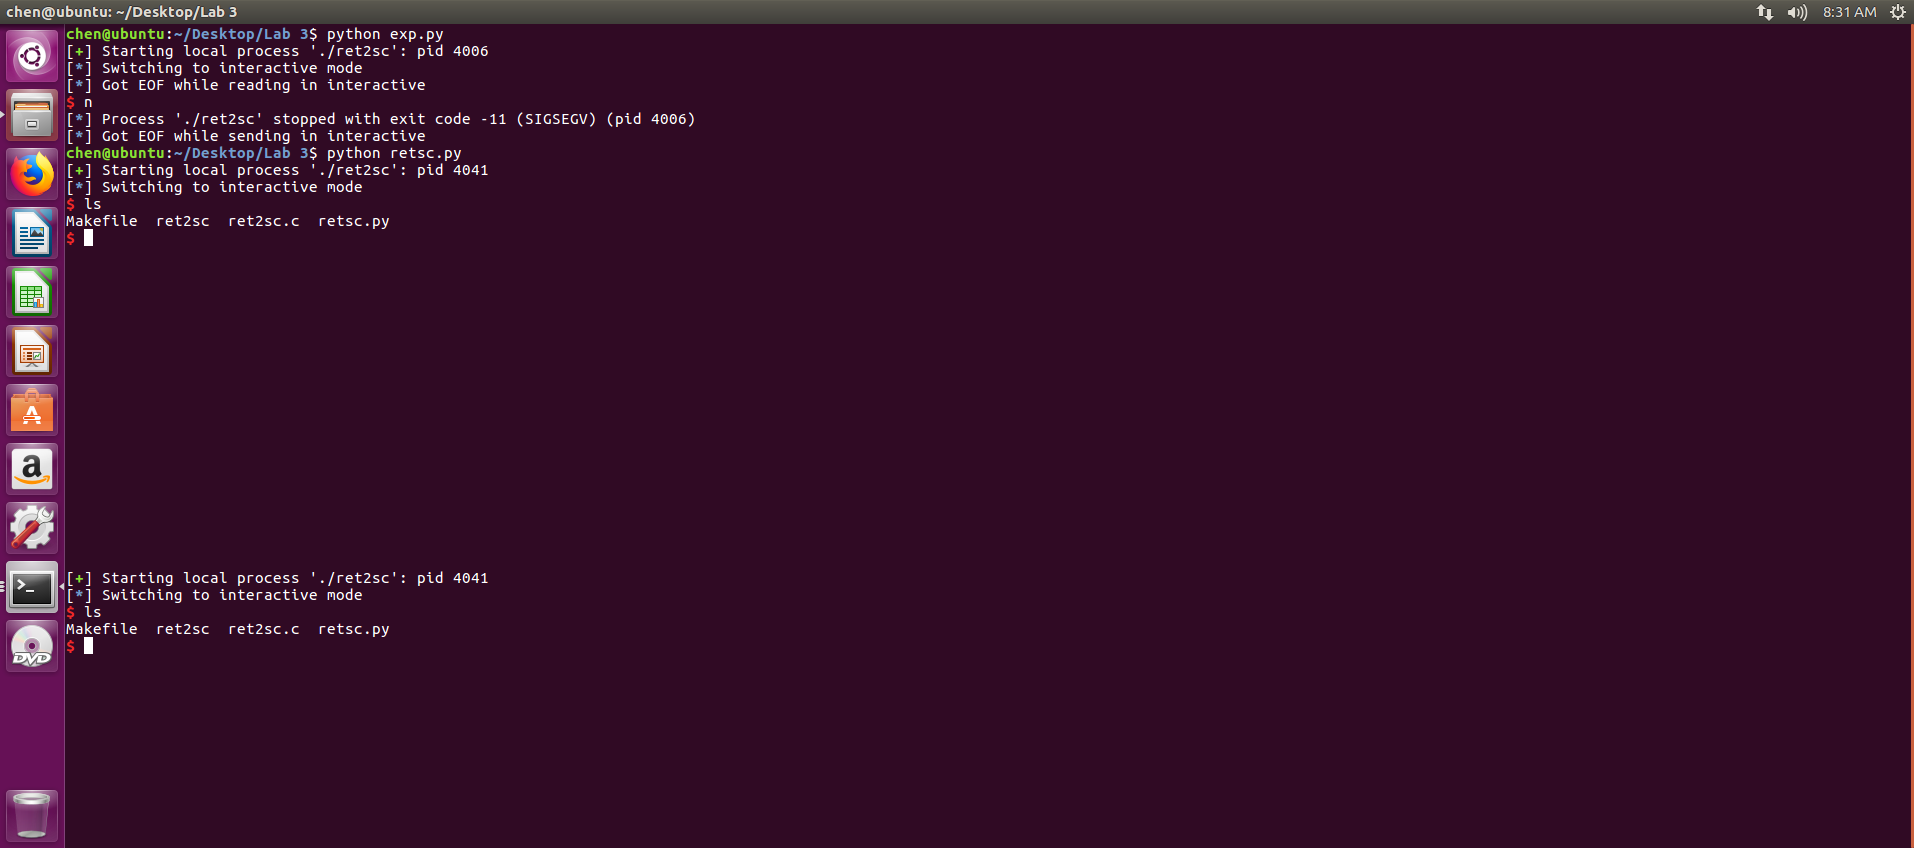 chen@ubuntu: ~/Desktop/Lab 3
8:31 AM
chen@ubuntu:~/Desktop/Lab 3$ python exp.py
[+] Starting local process './ret2sc': pid 4006
[*] Switching to interactive mode
[*] Got EOF while reading in interactive
$ n
[*] Process './ret2sc' stopped with exit code -11 (SIGSEGV) (pid 4006)
[*] Got EOF while sending in interactive
chen@ubuntu:~/Desktop/Lab 3$ python retsc.py
[+] Starting local process './ret2sc': pid 4041
[*] Switching to interactive mode
$ ls
Makefile  ret2sc  ret2sc.c  retsc.py
$
[+] Starting local process './ret2sc': pid 4041
[*] Switching to interactive mode
$ ls
Makefile  ret2sc  ret2sc.c  retsc.py
$
a
>_
DVD